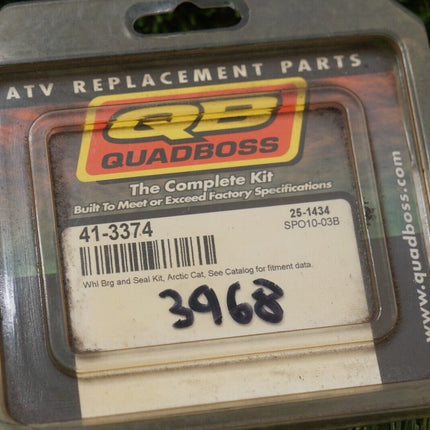 ATV REPLACEMENT PARTS
QB
QUADBOSS
The Complete Kit
Built To Meet or Exceed Factory Specifications
41-3374
25-1434
SPO10-03B
Whl Brg and Seal Kit, Arctic Cat, See Catalog for fitment data.
3968
www.quadboss.com